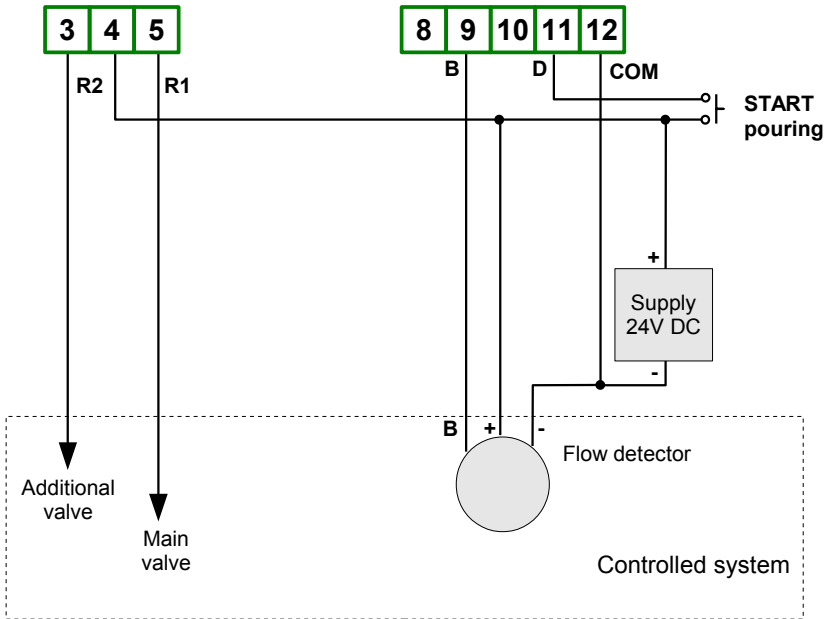 3 4 5 8 9 10 11 12
R2 R1 B D COM
START
pouring
+
Supply
24V DC
-
B + -
Flow detector
Additional
valve
Main
valve
Controlled system